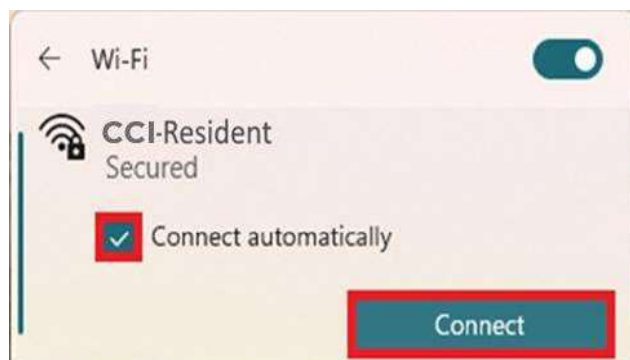 Wi-Fi
CCI-Resident
Secured
Connect automatically
Connect